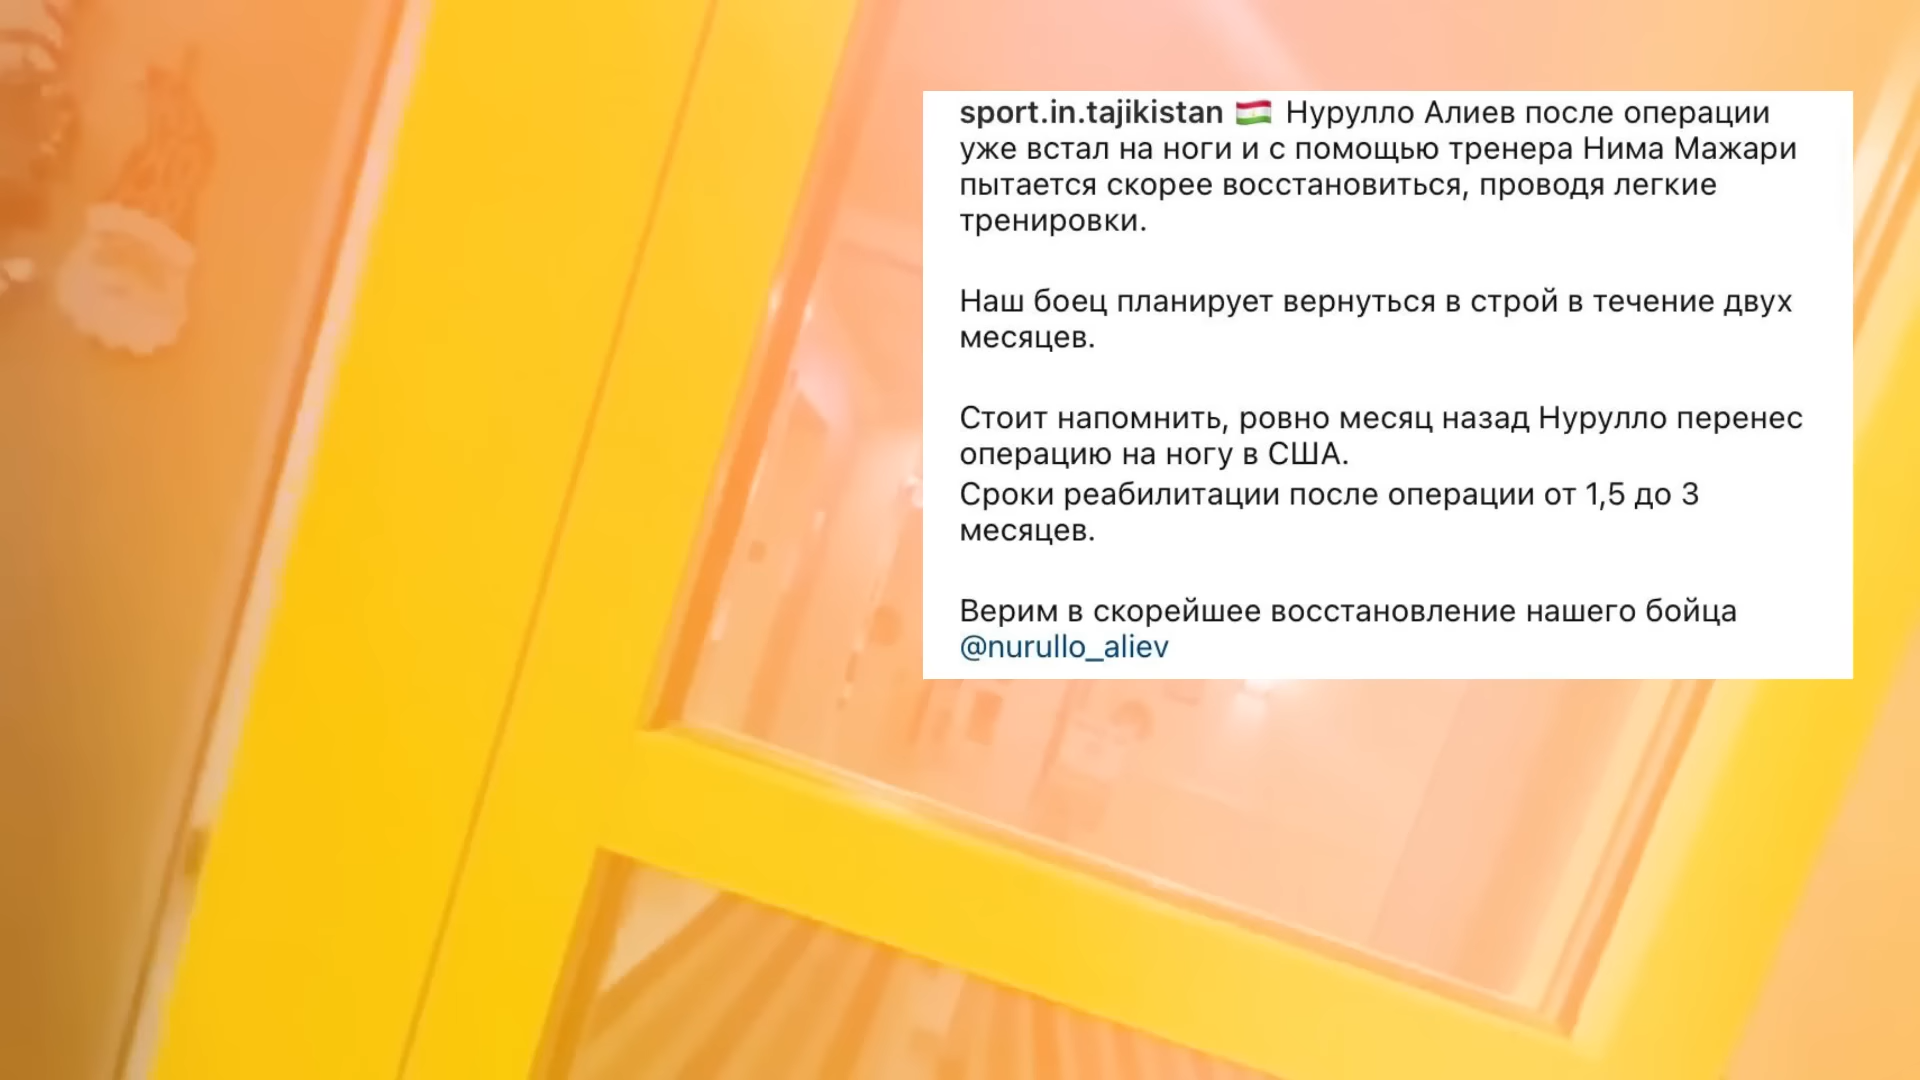 sport.in.tajikistan 🇹🇯 Нурулло Алиев после операции
уже встал на ноги и с помощью тренера Нима Мажари
пытается скорее восстановиться, проводя легкие
тренировки.
Наш боец планирует вернуться в строй в течение двух
месяцев.
Стоит напомнить, ровно месяц назад Нурулло перенес
операцию на ногу в США.
Сроки реабилитации после операции от 1,5 до 3
месяцев.
Верим в скорейшее восстановление нашего бойца
@nurullo_aliev